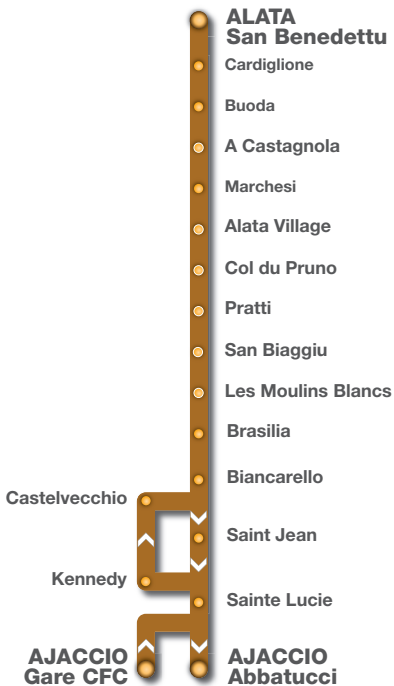 ALATA
San Benedettu
Cardiglione
Buoda
A Castagnola
Marchesi
Alata Village
Col du Pruno
Pratti
San Biaggiu
Les Moulins Blancs
Brasilia
Biancarello
Castelvecchio
Saint Jean
Kennedy
Sainte Lucie
AJACCIO
Gare CFC
AJACCIO
Abbatucci